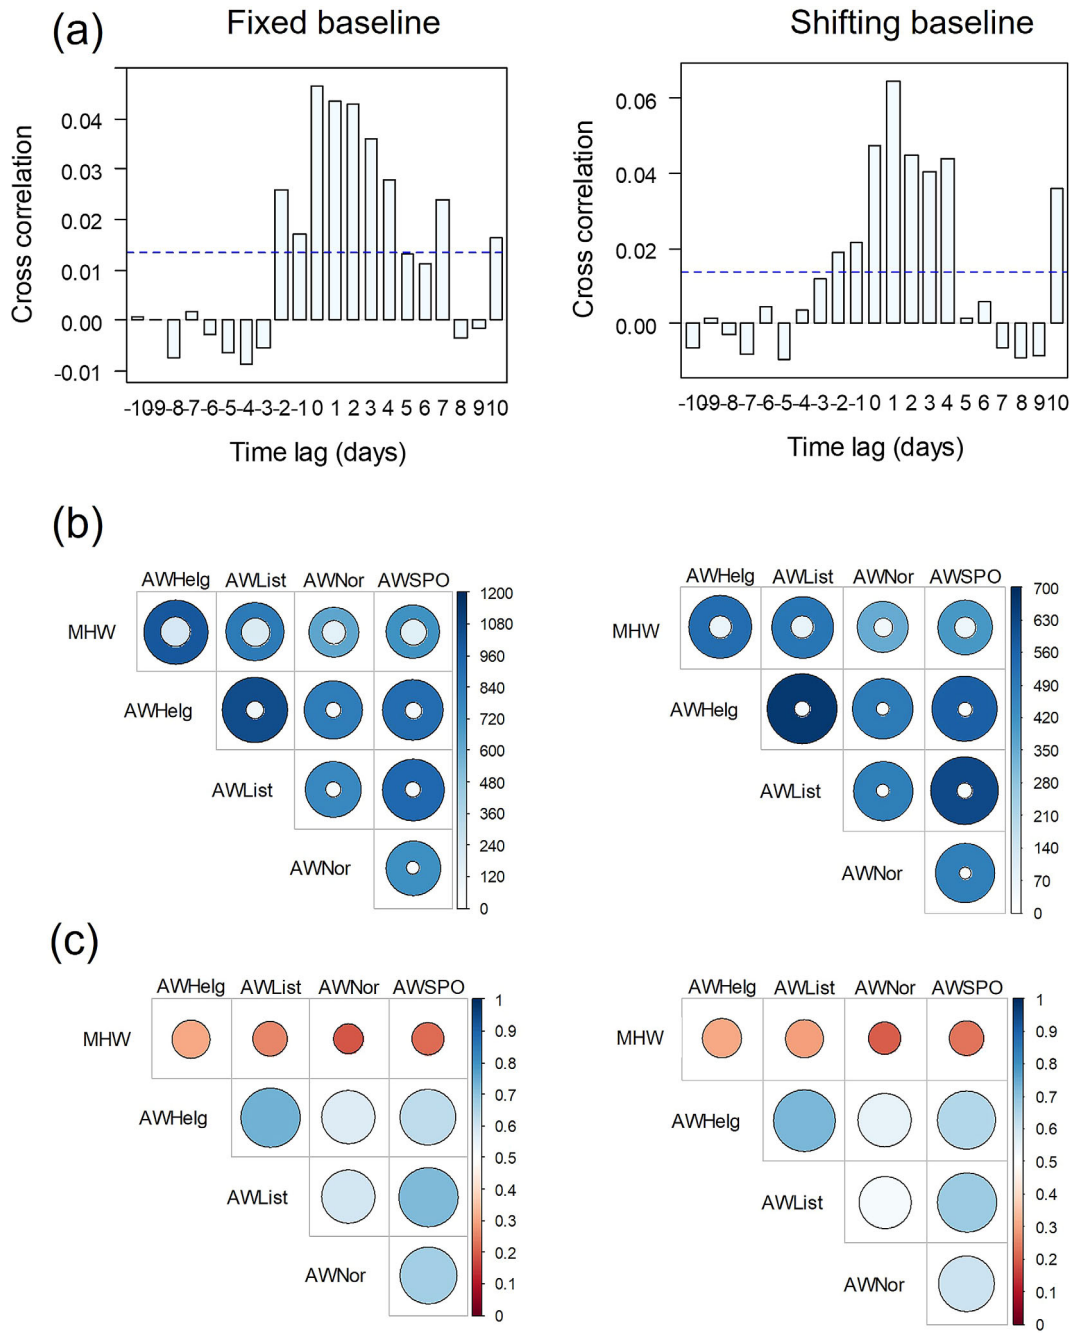 (a)
Fixed baseline
Shifting baseline
Cross correlation
0.04
0.03
0.02
0.01
0.00
-0.01
-10-9-8-7-6-5-4-3-2-1 0 1 2 3 4 5 6 7 8 910
Time lag (days)
Cross correlation
0.06
0.04
0.02
0.00
-10-9-8-7-6-5-4-3-2-1 0 1 2 3 4 5 6 7 8 910
Time lag (days)
(b)
AWHelg AWList AWNor AWSPO
MHW
AWHelg
AWList
AWNor
1200
1080
960
840
720
600
480
360
240
120
0
AWHelg AWList AWNor AWSPO
MHW
AWHelg
AWList
AWNor
700
630
560
490
420
350
280
210
140
70
0
(c)
AWHelg AWList AWNor AWSPO
MHW
AWHelg
AWList
AWNor
1
0.9
0.8
0.7
0.6
0.5
0.4
0.3
0.2
0.1
0
AWHelg AWList AWNor AWSPO
MHW
AWHelg
AWList
AWNor
1
0.9
0.8
0.7
0.6
0.5
0.4
0.3
0.2
0.1
0